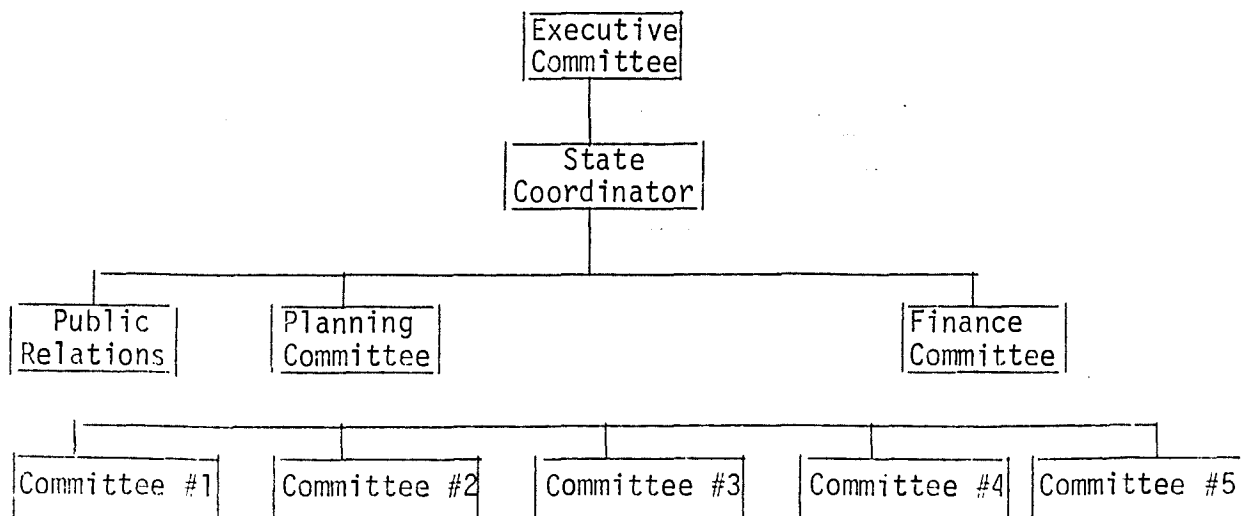 Executive
Committee
State
Coordinator
Public
Relations
Planning
Committee
Finance
Committee
Committee #1
Committee #2
Committee #3
Committee #4
Committee #5